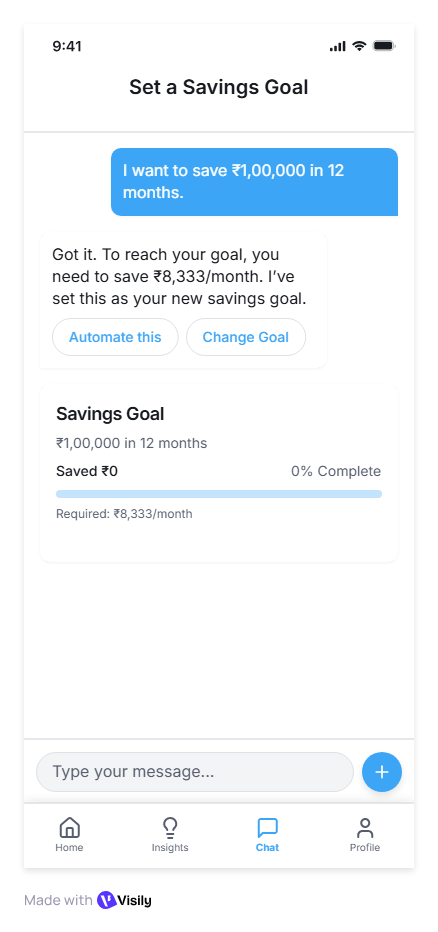 9:41
Set a Savings Goal
I want to save ₹1,00,000 in 12
months.
Got it. To reach your goal, you
need to save ₹8,333/month. I’ve
set this as your new savings goal.
Automate this
Change Goal
Savings Goal
₹1,00,000 in 12 months
Saved ₹0
0% Complete
Required: ₹8,333/month
Type your message...
Home
Insights
Chat
Profile
Made with Visily